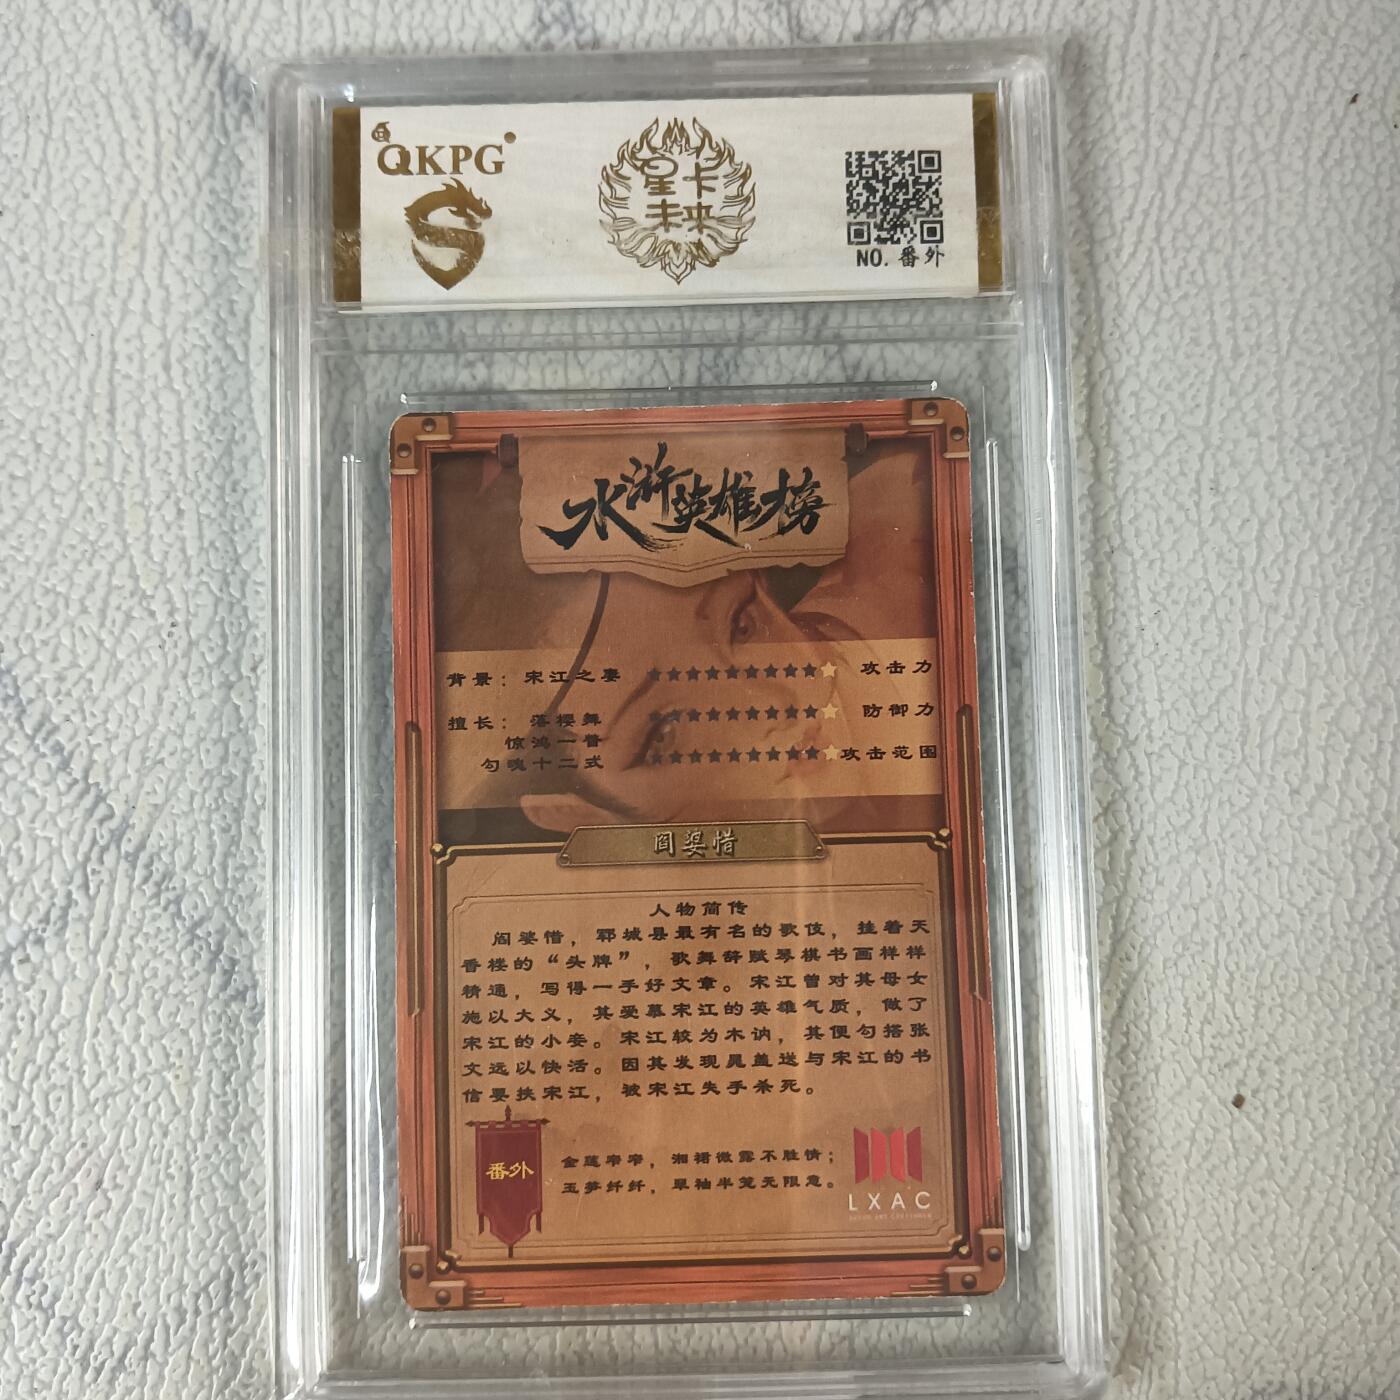 QKPG
星卡
未来
NO.番外
水浒英雄榜
背景：宋江之妻
攻击力
擅长：落樱舞
防御力
惊鸿一瞥
勾魂十二式
攻击范围
阎婆惜
人物简传
阎婆惜，郓城县最有名的歌伎，挂着天
香楼的“头牌”，歌舞辞赋琴棋书画样样
精通，写得一手好文章。宋江曾对其母女
施以大义，其爱慕宋江的英雄气质，做了
宋江的小妾。宋江较为木讷，其便勾搭张
文远以快活。因其发现晁盖送与宋江的书
信要挟宋江，被宋江失手杀死。
番外
金莲窄窄，湘裙微露不胜情；
玉笋纤纤，翠袖半笼无限意。
LXAC